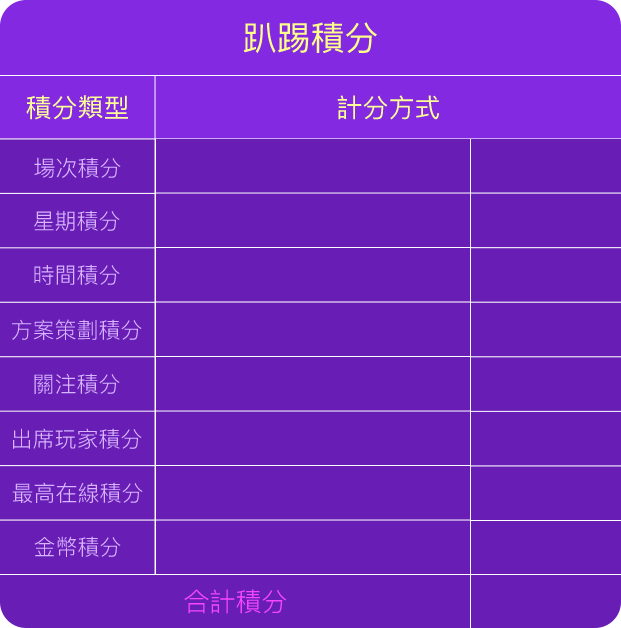 趴踢積分
積分類型 計分方式
場次積分
星期積分
時間積分
方案策劃積分
關注積分
出席玩家積分
最高在線積分
金幣積分
合計積分